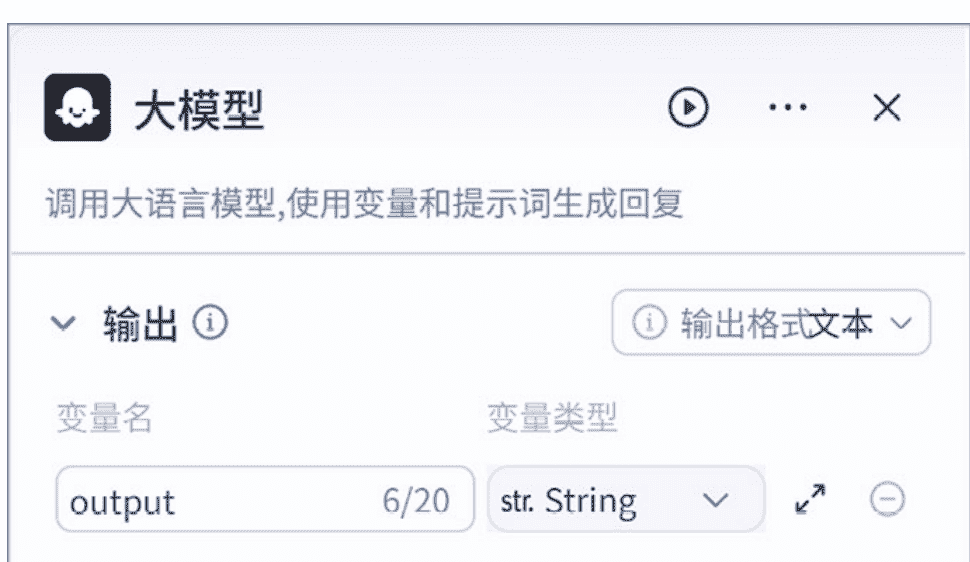 大模型
调用大语言模型,使用变量和提示词生成回复
输出 输出格式文本
变量名 变量类型
output 6/20 str. String